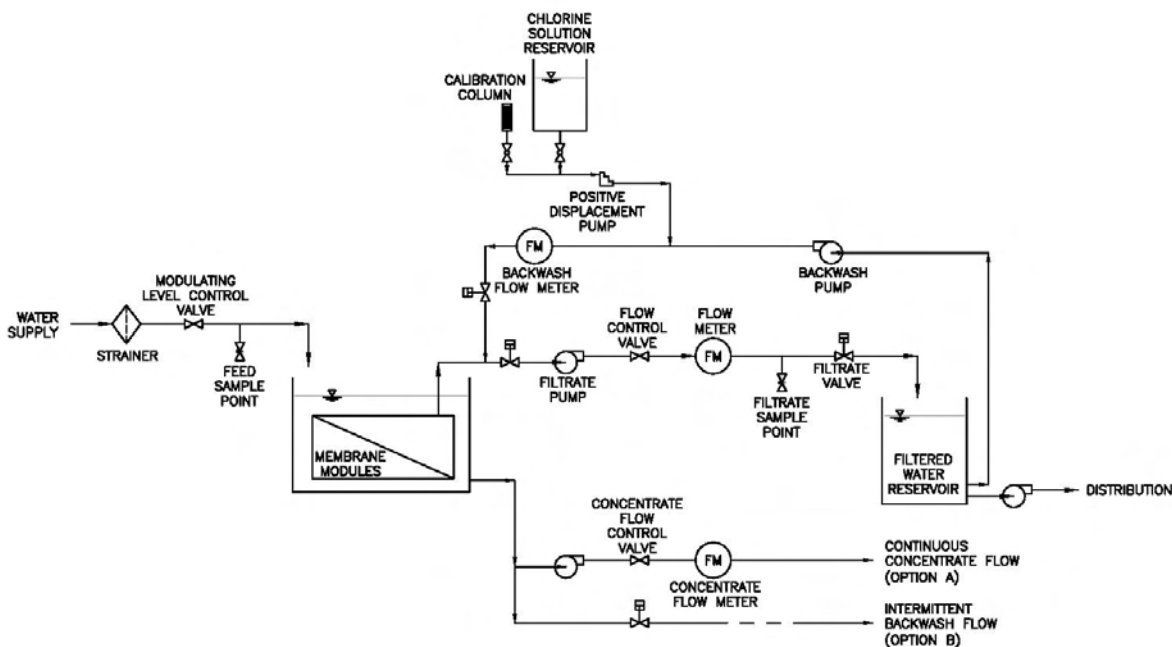 CHLORINE
SOLUTION
RESERVOIR
CALIBRATION
COLUMN
POSITIVE
DISPLACEMENT
PUMP
FM
BACKWASH
FLOW METER
BACKWASH
PUMP
MODULATING
LEVEL CONTROL
VALVE
WATER
SUPPLY
STRAINER
FEED
SAMPLE
POINT
FLOW
CONTROL
VALVE
FLOW
METER
FM
FILTRATE
PUMP
FILTRATE
SAMPLE
POINT
FILTRATE
VALVE
MEMBRANE
MODULES
FILTERED
WATER
RESERVOIR
DISTRIBUTION
CONCENTRATE
FLOW
CONTROL
VALVE
FM
CONCENTRATE
FLOW METER
CONTINUOUS
CONCENTRATE FLOW
(OPTION A)
INTERMITTENT
BACKWASH FLOW
(OPTION B)